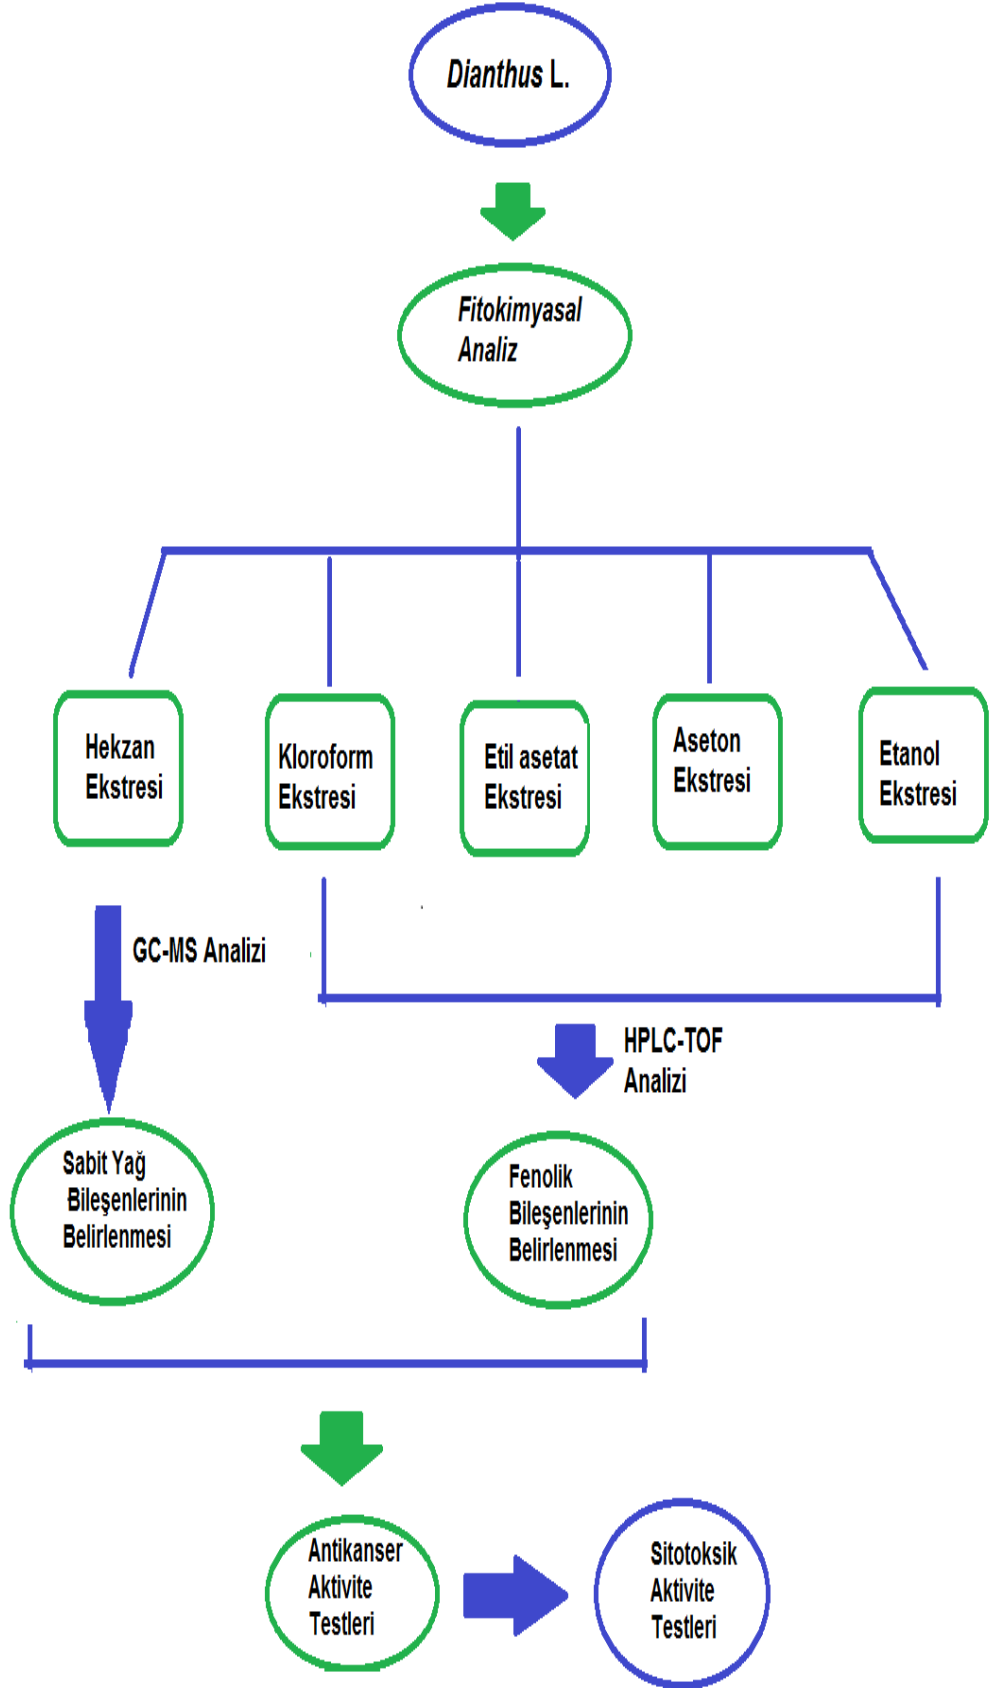 Dianthus L.
Fitokimyasal
Analiz
Hekzan
Ekstresi
Kloroform
Ekstresi
Etil asetat
Ekstresi
Aseton
Ekstresi
Etanol
Ekstresi
GC-MS Analizi
HPLC-TOF
Analizi
Sabit Yağ
Bileşenlerinin
Belirlenmesi
Fenolik
Bileşenlerinin
Belirlenmesi
Antikanser
Aktivite
Testleri
Sitotoksik
Aktivite
Testleri